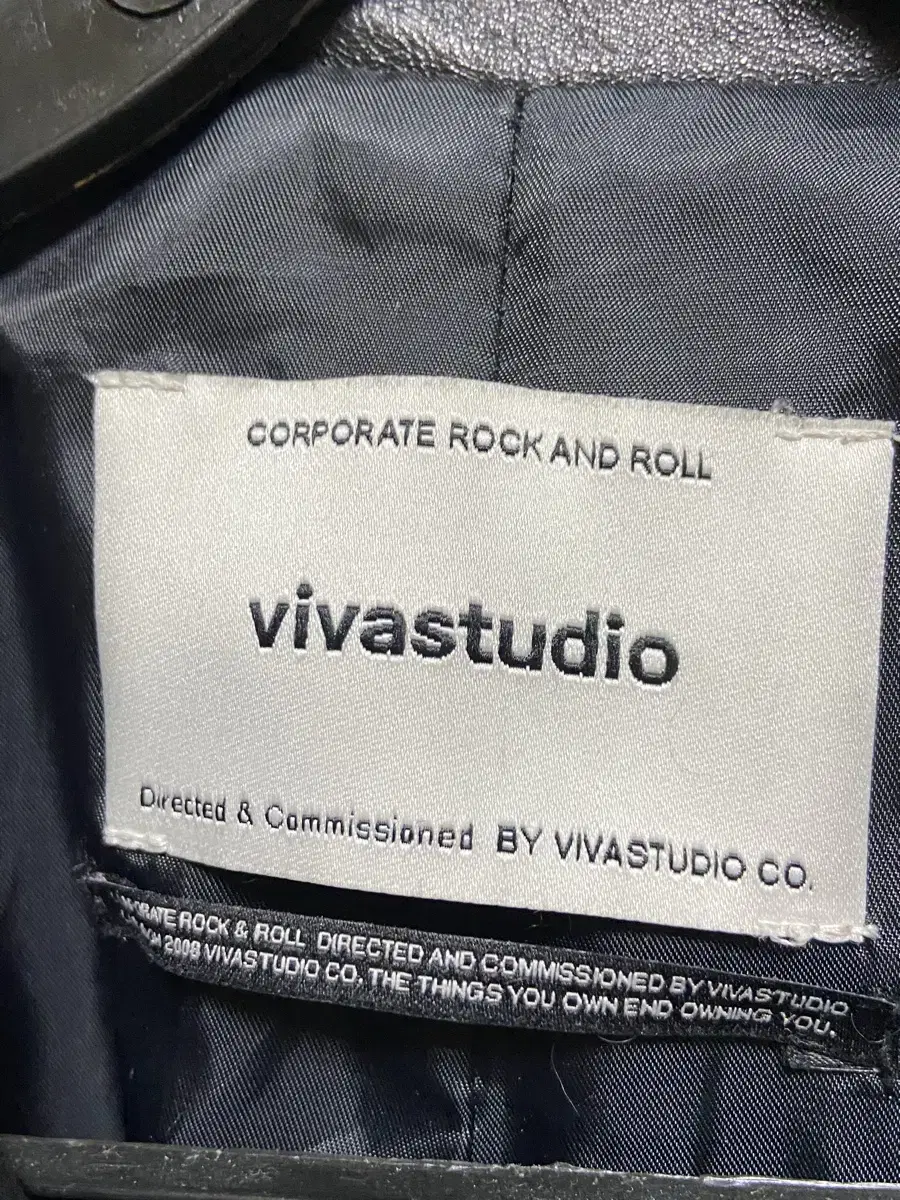 CORPORATE ROCK AND ROLL
vivastudio
Directed & Commissioned BY VIVASTUDIO CO.
ROCK & ROLL DIRECTED AND COMMISSIONED BY VIVASTUDIO
2008 VIVASTUDIO CO. THE THINGS YOU OWN END OWNING YOU.